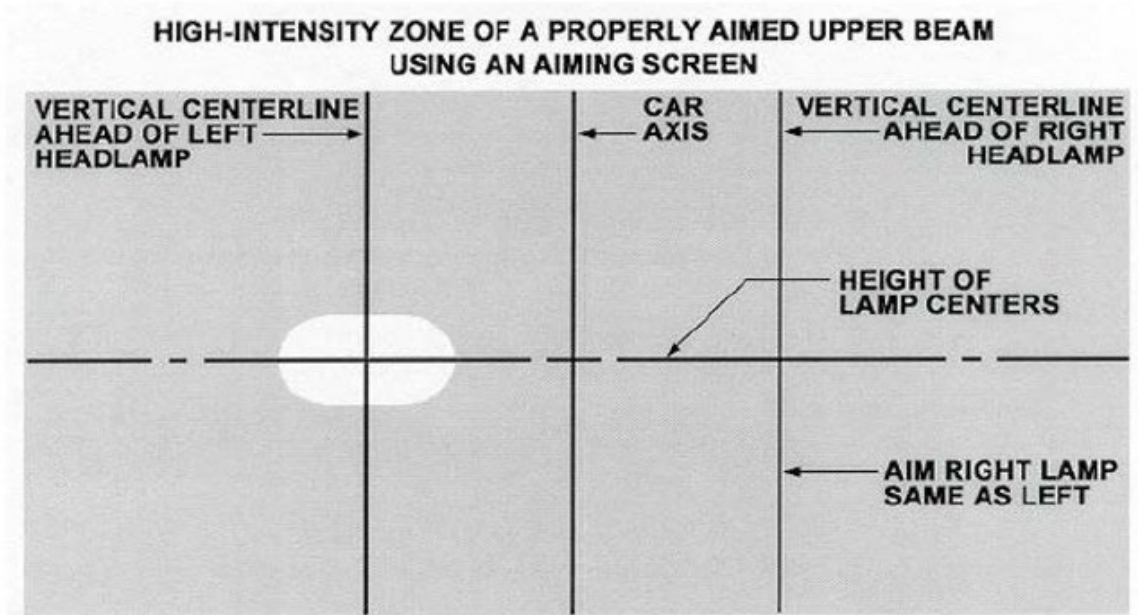 HIGH-INTENSITY ZONE OF A PROPERLY AIMED UPPER BEAM
USING AN AIMING SCREEN
VERTICAL CENTERLINE
AHEAD OF LEFT
HEADLAMP
CAR
AXIS
VERTICAL CENTERLINE
AHEAD OF RIGHT
HEADLAMP
HEIGHT OF
LAMP CENTERS
AIM RIGHT LAMP
SAME AS LEFT